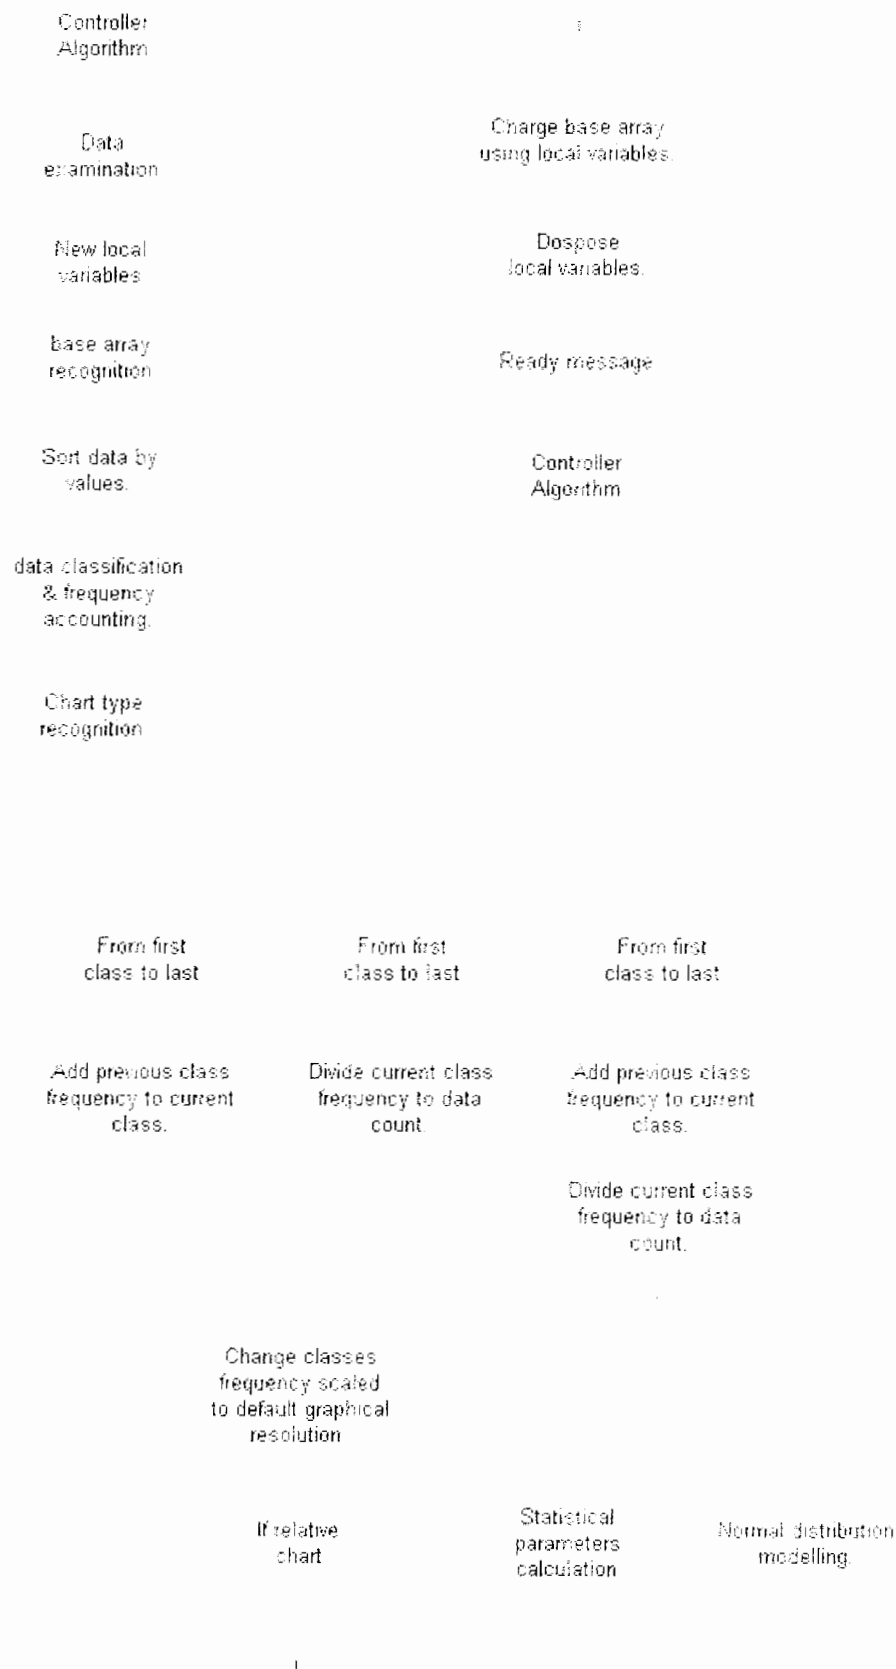 Controller
Algorithm
Data
examination
New local
variables
base array
recognition
Sort data by
values.
data classification
& frequency
accounting.
Chart type
recognition
Charge base array
using local variables.
Dospose
local variables.
Ready message
Controller
Algorithm
From first
class to last
From first
class to last
From first
class to last
Add previous class
frequency to current
class.
Divide current class
frequency to data
count.
Add previous class
frequency to current
class.
Divide current class
frequency to data
count.
Change classes
frequency scaled
to default graphical
resolution
If relative
chart
Statistical
parameters
calculation
Normal distribution
modelling.